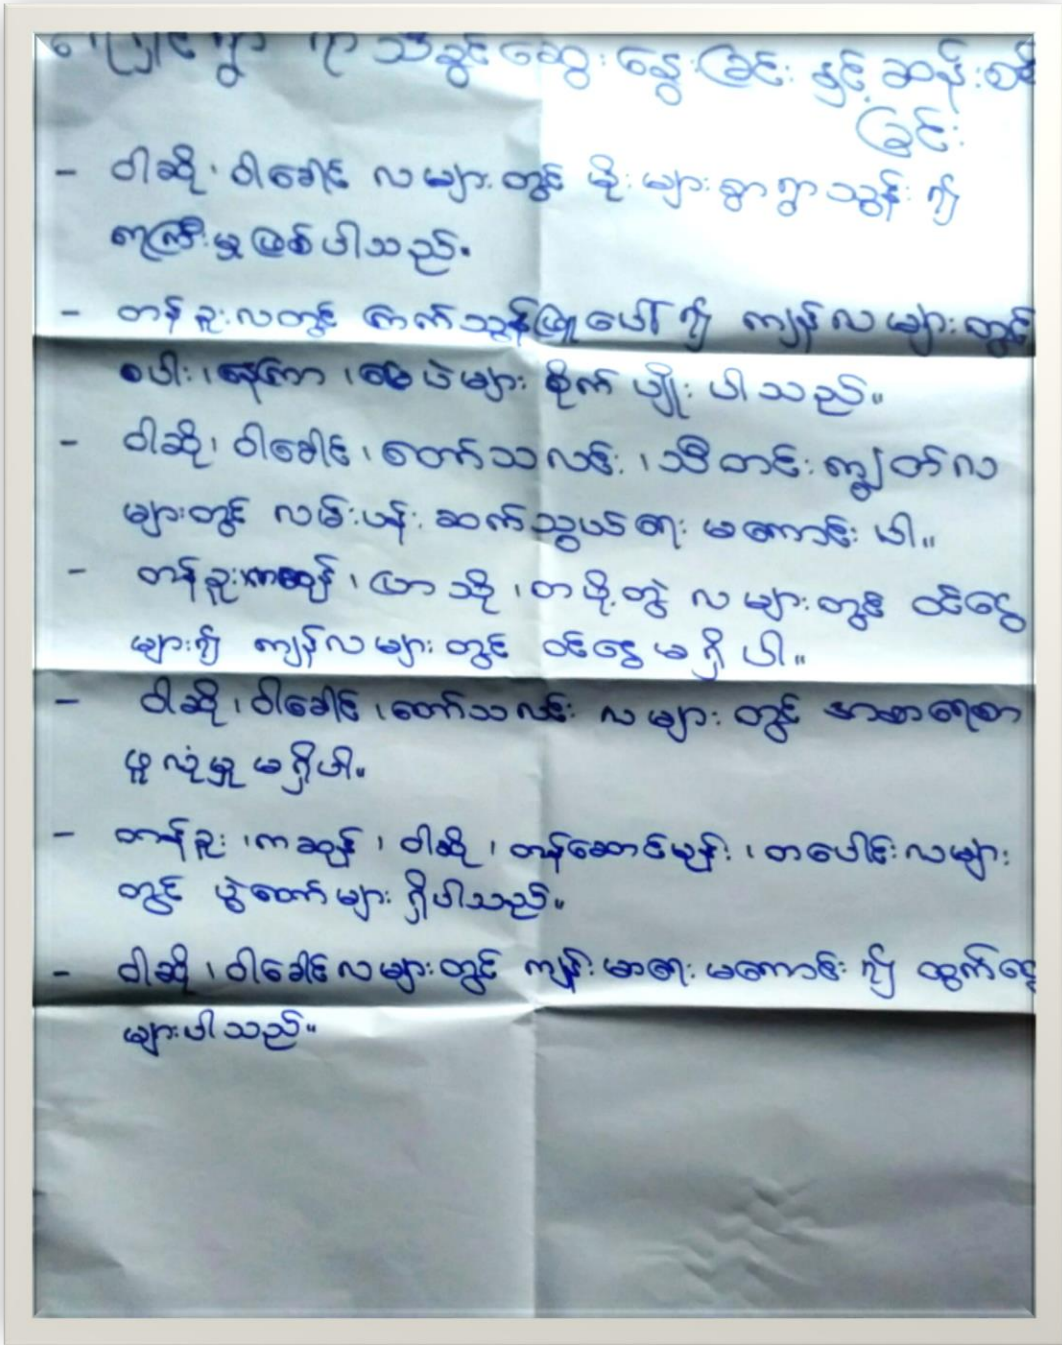 ရာသီခွင်ဆွေးနွေးခြင်း နှင့် ဆန်းစစ်
ခြင်း
- ဝါဆို၊ ဝါခေါင် လများတွင် မိုးများစွာရွာသွန်း၍
ရေကြီးမှုဖြစ်ပါသည်။
- တန်ခူးလတွင် ကြက်သွန်ဖြူပေါ်၍ ကျန်လများတွင်
စပါး၊ နေကြာ၊ မြေပဲများ စိုက်ပျိုးပါသည်။
- ဝါဆို၊ ဝါခေါင်၊ တော်သလင်း၊ သီတင်းကျွတ်လ
များတွင် လမ်းပန်းဆက်သွယ်ရေး မကောင်းပါ။
- တန်ခူး၊ ကဆုန်၊ ပြာသို၊ တပို့တွဲ လများတွင် ဝင်ငွေ
များ၍ ကျန်လများတွင် ဝင်ငွေမရှိပါ။
- ဝါဆို၊ ဝါခေါင်၊ တော်သလင်း လများတွင် စားရေစာ
ဖူလုံမှုမရှိပါ။
- တန်ခူး၊ ကဆုန်၊ ဝါဆို၊ တန်ဆောင်မုန်း၊ တပေါင်းလများ
တွင် ပွဲတော်များ ရှိပါသည်။
- ဝါဆို၊ ဝါခေါင်လများတွင် ကျန်းမာရေး မကောင်း၍ ထွက်ငွေ
များပါသည်။